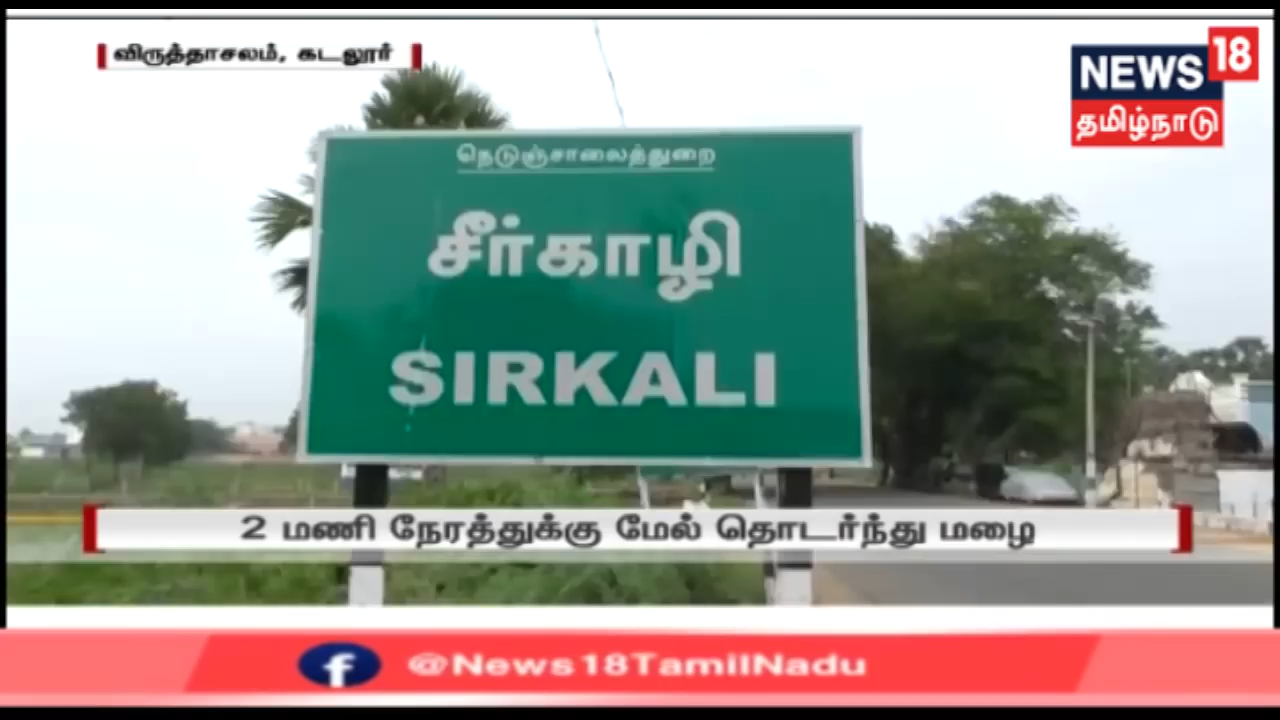 விருத்தாசலம், கடலூர்
NEWS 18
தமிழ்நாடு
நெடுஞ்சாலைத்துறை
சீர்காழி
SIRKALI
2 மணி நேரத்துக்கு மேல் தொடர்ந்து மழை
@News18TamilNadu